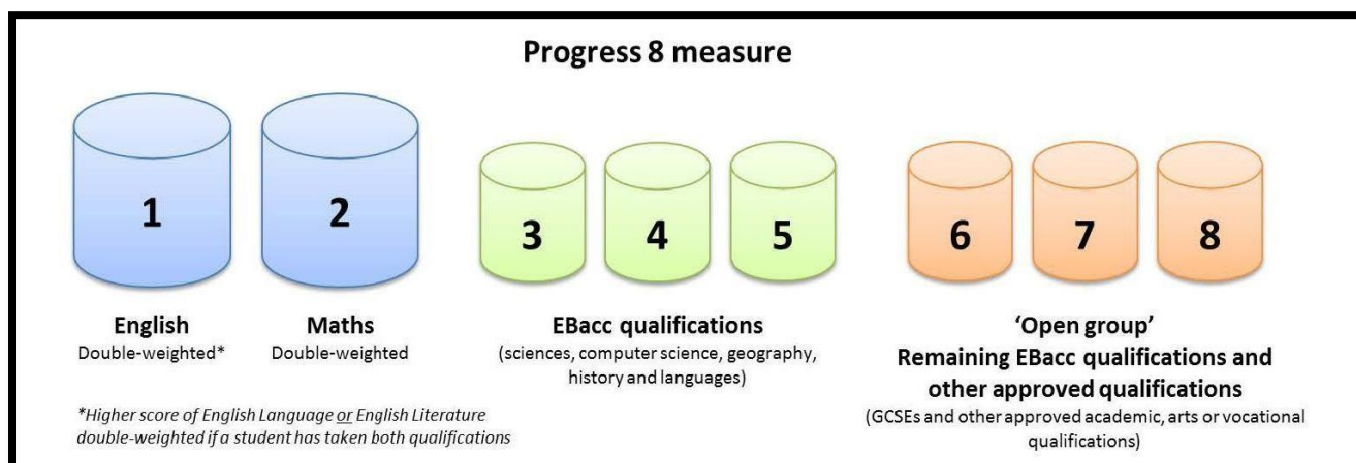 Progress 8 measure
1
2
3
4
5
6
7
8
English
Double-weighted*
Maths
Double-weighted
*Higher score of English Language or English Literature
double-weighted if a student has taken both qualifications
EBacc qualifications
(sciences, computer science, geography,
history and languages)
‘Open group’
Remaining EBacc qualifications and
other approved qualifications
(GCSEs and other approved academic, arts or vocational
qualifications)